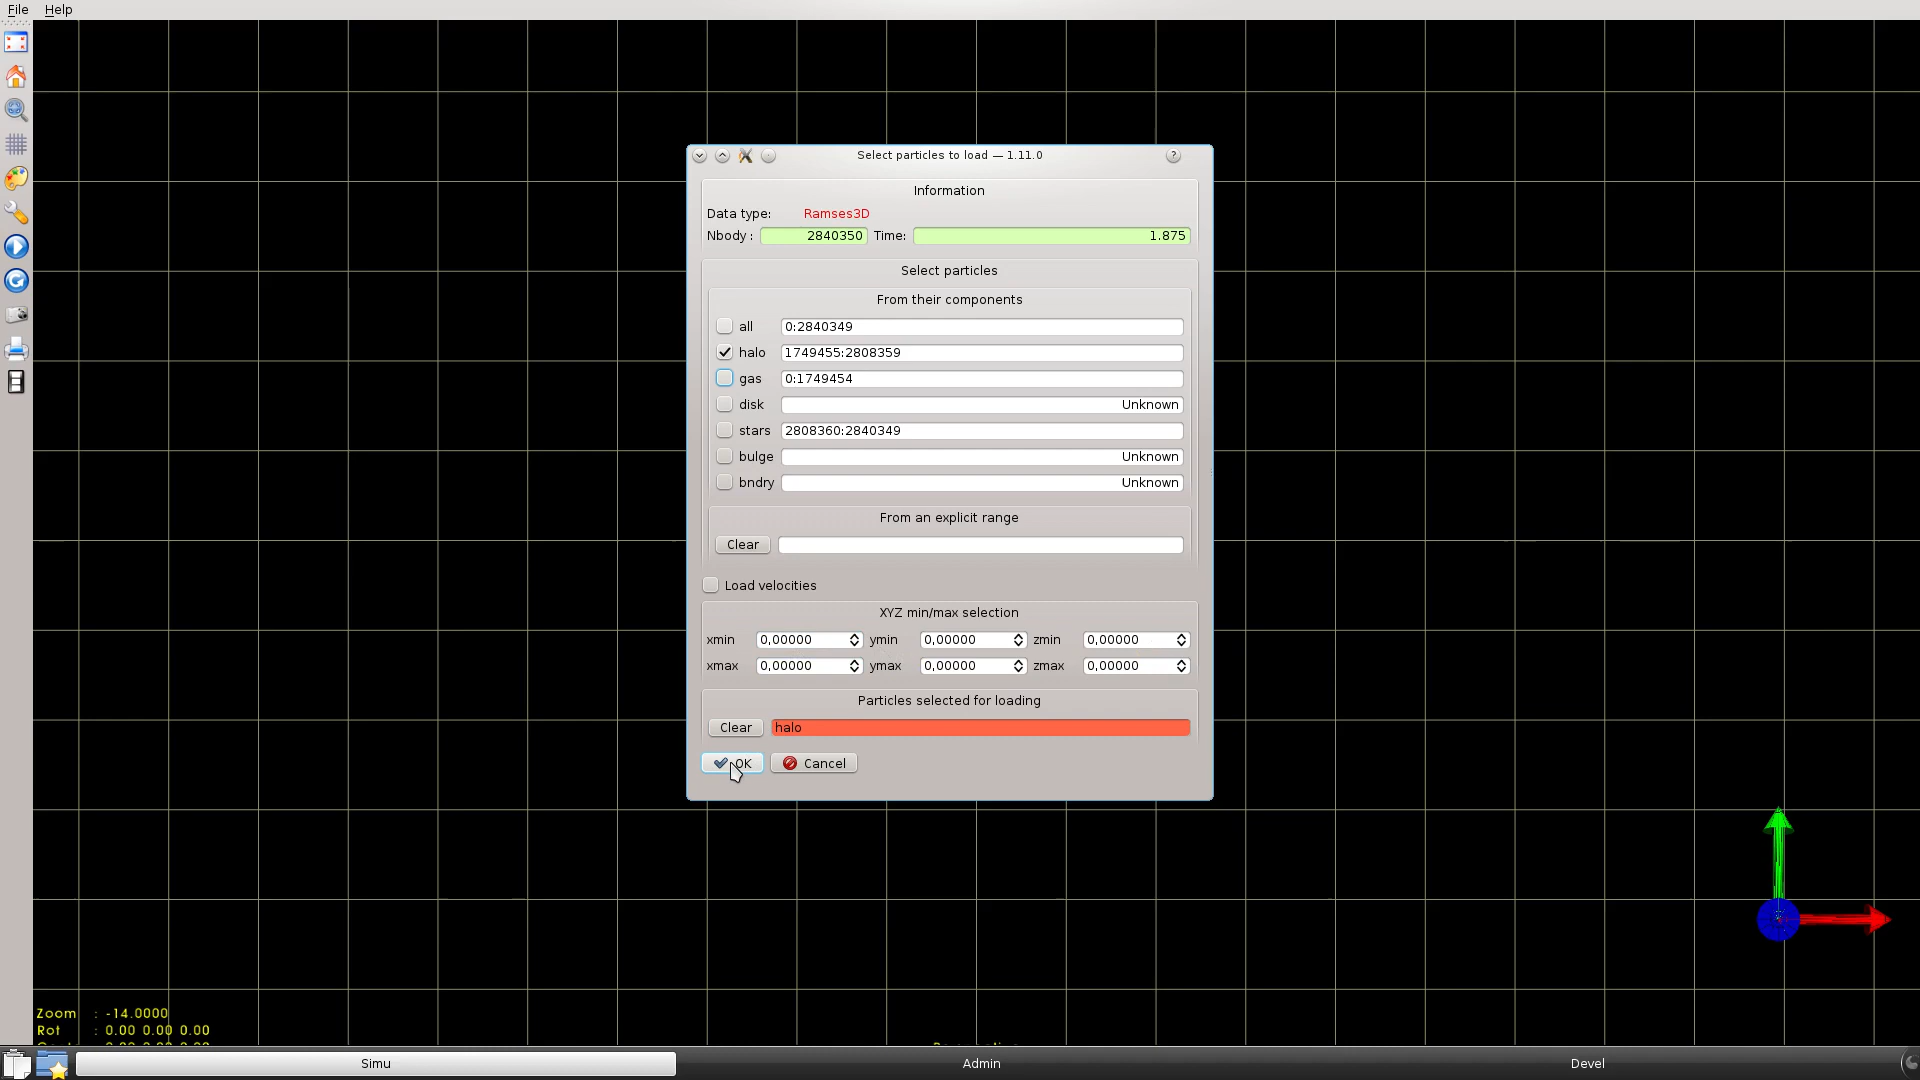 File Help
Select particles to load — 1.11.0
Information
Data type: Ramses3D
Nbody : 2840350 Time: 1.875
Select particles
From their components
all 0:2840349
halo 1749455:2808359
gas 0:1749454
disk Unknown
stars 2808360:2840349
bulge Unknown
bndry Unknown
From an explicit range
Clear
Load velocities
XYZ min/max selection
xmin 0,00000 ymin 0,00000 zmin 0,00000
xmax 0,00000 ymax 0,00000 zmax 0,00000
Particles selected for loading
Clear halo
OK Cancel
Zoom : -14.0000
Rot : 0.00 0.00 0.00
Simu Admin Devel